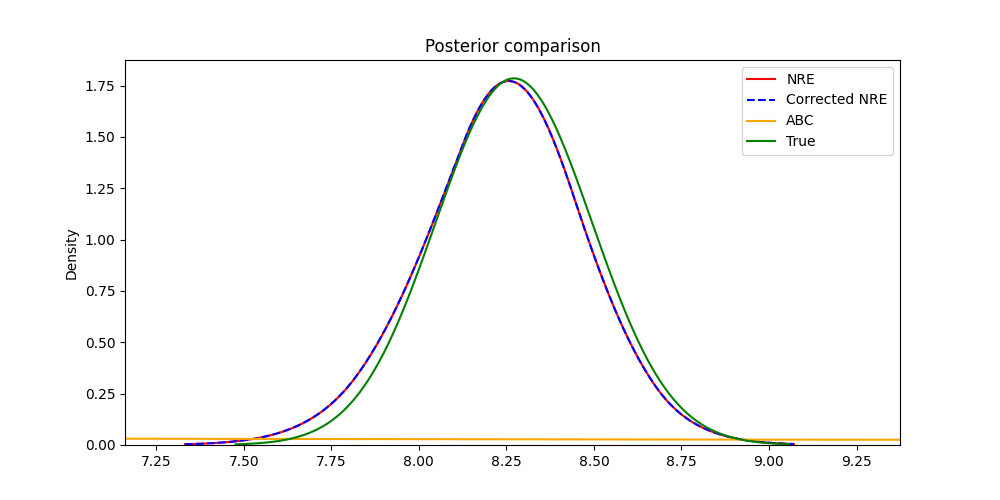 Posterior comparison
NRE
Corrected NRE
ABC
True
Density
1.75
1.50
1.25
1.00
0.75
0.50
0.25
0.00
7.25 7.50 7.75 8.00 8.25 8.50 8.75 9.00 9.25